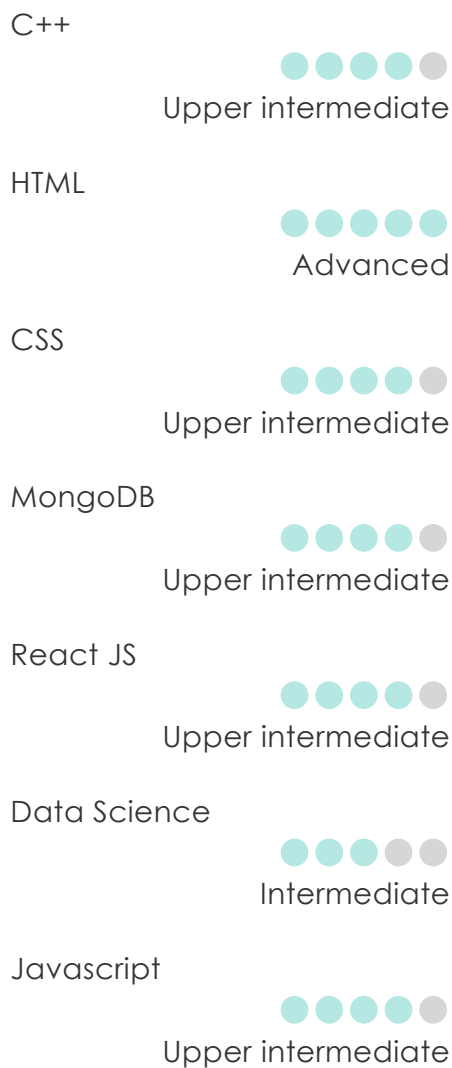 C++
Upper intermediate
HTML
Advanced
CSS
Upper intermediate
MongoDB
Upper intermediate
React JS
Upper intermediate
Data Science
Intermediate
Javascript
Upper intermediate